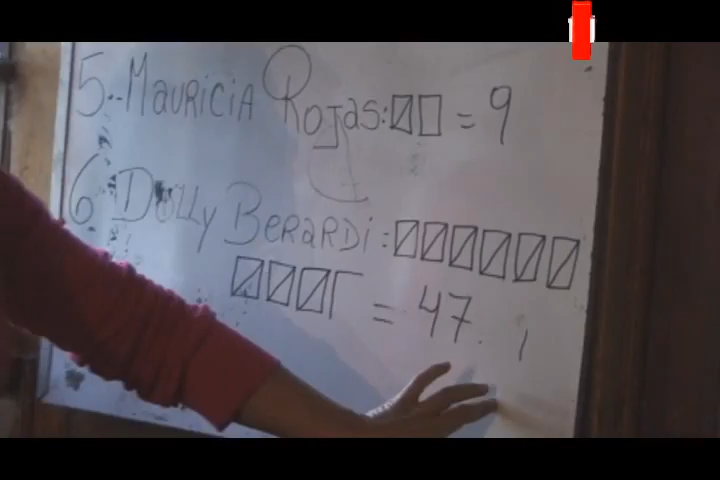 5.- MAURICIA ROJAS: = 9
6 DOLLY BERARDI:
= 47.